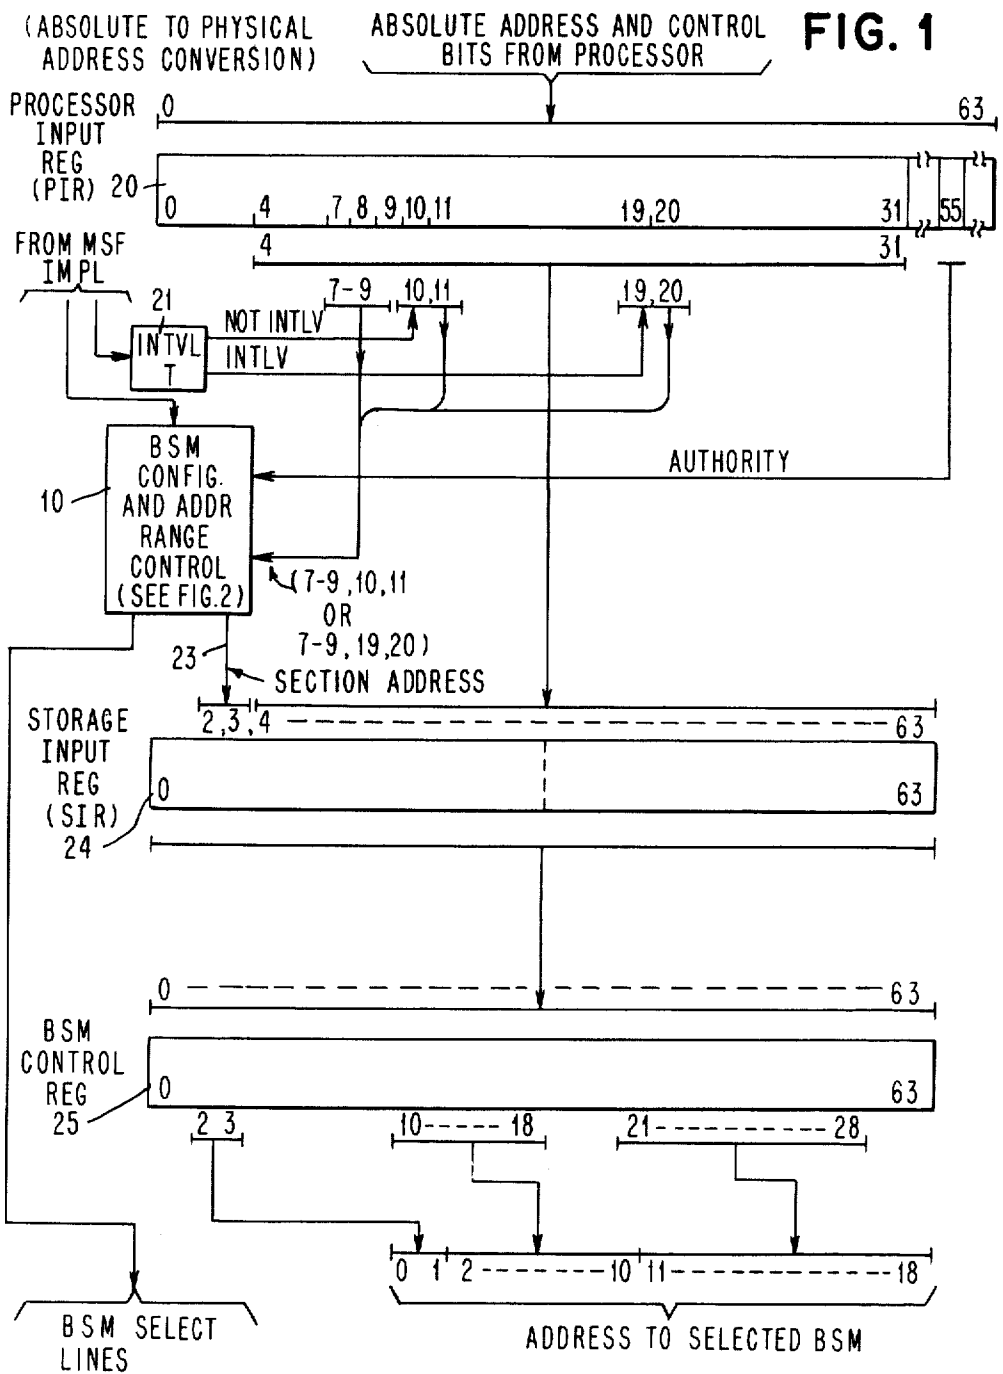 (ABSOLUTE TO PHYSICAL
ADDRESS CONVERSION)
ABSOLUTE ADDRESS AND CONTROL
BITS FROM PROCESSOR
FIG. 1
PROCESSOR
INPUT
REG
(PIR) 20
0 63
0 4 7 8 9 10 11 19 20 31 55
4 31
FROM MSF
IMPL
7-9 10,11 19,20
21
INTVL
T
NOT INTLV
INTLV
BSM
CONFIG.
AND ADDR
RANGE
CONTROL
(SEE FIG.2)
10
AUTHORITY
(7-9,10,11
OR
7-9,19,20)
23
SECTION ADDRESS
STORAGE
INPUT
REG
(SIR)
24
2,3,4 ---------- 63
0 63
0 ---------- 63
BSM
CONTROL
REG
25
0 63
2 3 10-----18 21----------28
0 1 2 --------10 11------------18
BSM SELECT
LINES
ADDRESS TO SELECTED BSM